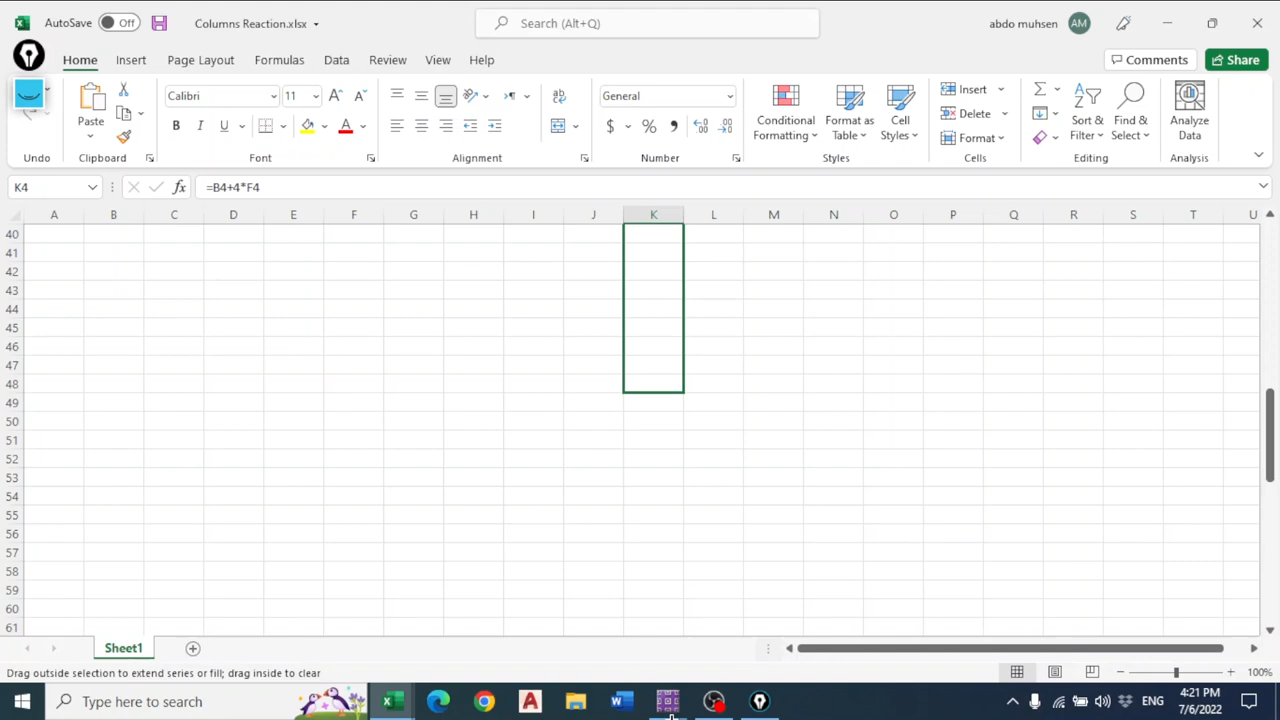 AutoSave Off Columns Reaction.xlsx Search (Alt+Q) abdo muhsen AM
Home Insert Page Layout Formulas Data Review View Help Comments Share
Calibri 11 General Insert
Paste Conditional Formatting Format as Table Cell Styles Delete Sort & Filter Find & Select Analyze Data
B I U $ % Format
Undo Clipboard Font Alignment Number Styles Cells Editing Analysis
K4 fx =B4+4*F4
A B C D E F G H I J K L M N O P Q R S T U
40
41
42
43
44
45
46
47
48
49
50
51
52
53
54
55
56
57
58
59
60
61
Sheet1
Drag outside selection to extend series or fill; drag inside to clear 100%
Type here to search ENG 4:21 PM
7/6/2022